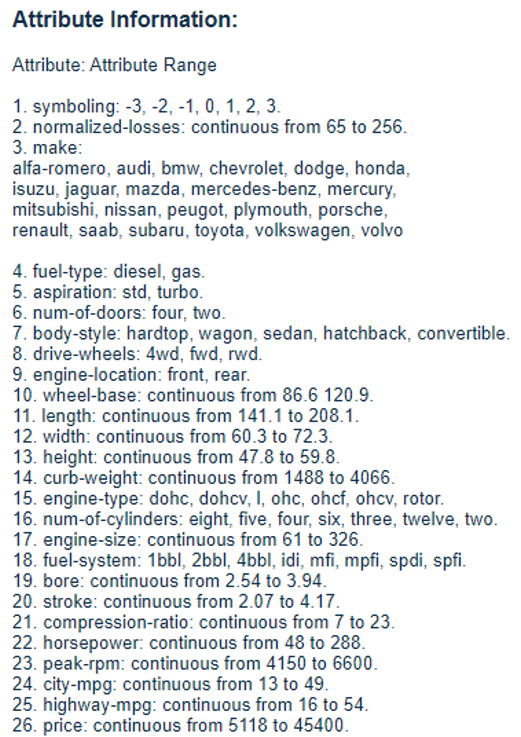 Attribute Information:
Attribute: Attribute Range
1. symboling: -3, -2, -1, 0, 1, 2, 3.
2. normalized-losses: continuous from 65 to 256.
3. make:
alfa-romero, audi, bmw, chevrolet, dodge, honda,
isuzu, jaguar, mazda, mercedes-benz, mercury,
mitsubishi, nissan, peugot, plymouth, porsche,
renault, saab, subaru, toyota, volkswagen, volvo
4. fuel-type: diesel, gas.
5. aspiration: std, turbo.
6. num-of-doors: four, two.
7. body-style: hardtop, wagon, sedan, hatchback, convertible.
8. drive-wheels: 4wd, fwd, rwd.
9. engine-location: front, rear.
10. wheel-base: continuous from 86.6 120.9.
11. length: continuous from 141.1 to 208.1.
12. width: continuous from 60.3 to 72.3.
13. height: continuous from 47.8 to 59.8.
14. curb-weight: continuous from 1488 to 4066.
15. engine-type: dohc, dohcv, l, ohc, ohcf, ohcv, rotor.
16. num-of-cylinders: eight, five, four, six, three, twelve, two.
17. engine-size: continuous from 61 to 326.
18. fuel-system: 1bbl, 2bbl, 4bbl, idi, mfi, mpfi, spdi, spfi.
19. bore: continuous from 2.54 to 3.94.
20. stroke: continuous from 2.07 to 4.17.
21. compression-ratio: continuous from 7 to 23.
22. horsepower: continuous from 48 to 288.
23. peak-rpm: continuous from 4150 to 6600.
24. city-mpg: continuous from 13 to 49.
25. highway-mpg: continuous from 16 to 54.
26. price: continuous from 5118 to 45400.